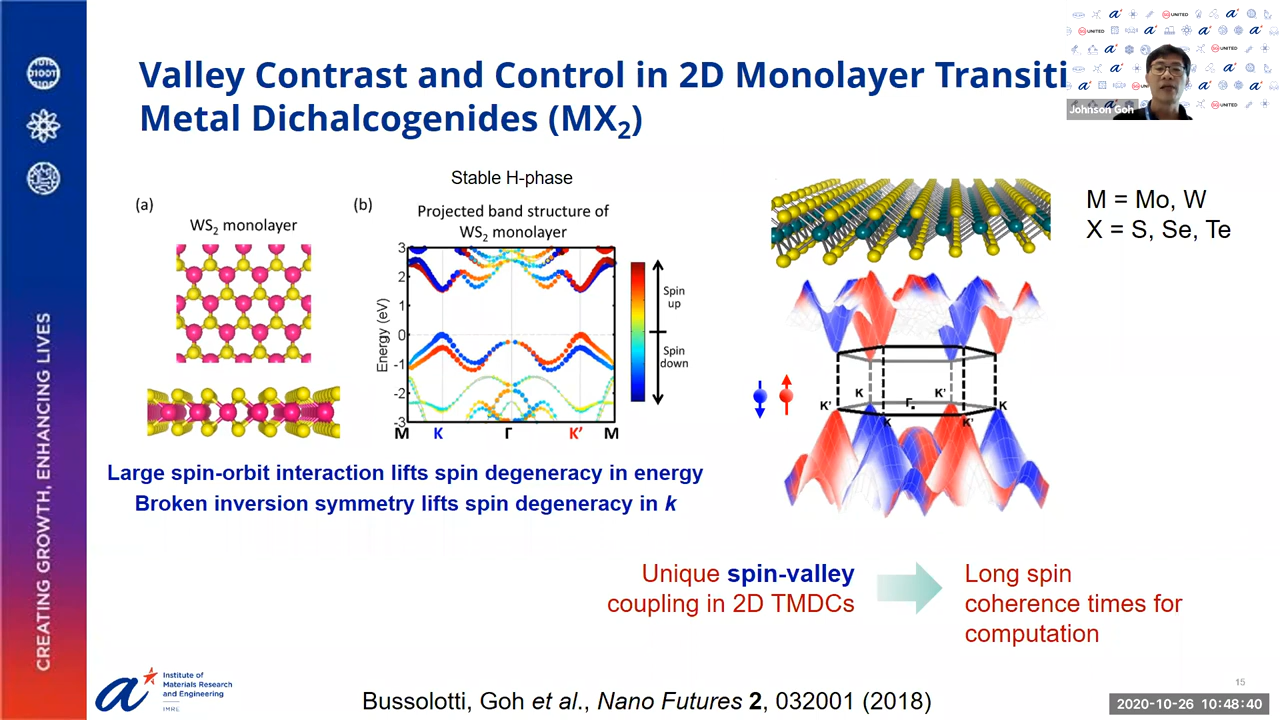 Valley Contrast and Control in 2D Monolayer Transiti
Metal Dichalcogenides (MX2)
Johnson Goh
Stable H-phase
(a)
WS2 monolayer
(b)
Projected band structure of
WS2 monolayer
3
2
1
0
-1
-2
-3
Energy (eV)
M
K
Γ
K'
M
Spin
up
Spin
down
M = Mo, W
X = S, Se, Te
K
K'
K'
Γ
K
K
K'
Large spin-orbit interaction lifts spin degeneracy in energy
Broken inversion symmetry lifts spin degeneracy in k
Unique spin-valley
coupling in 2D TMDCs
Long spin
coherence times for
computation
CREATING GROWTH, ENHANCING LIVES
Institute of
Materials Research
and Engineering
IMRE
Bussolotti, Goh et al., Nano Futures 2, 032001 (2018)
15
2020-10-26 10:48:40